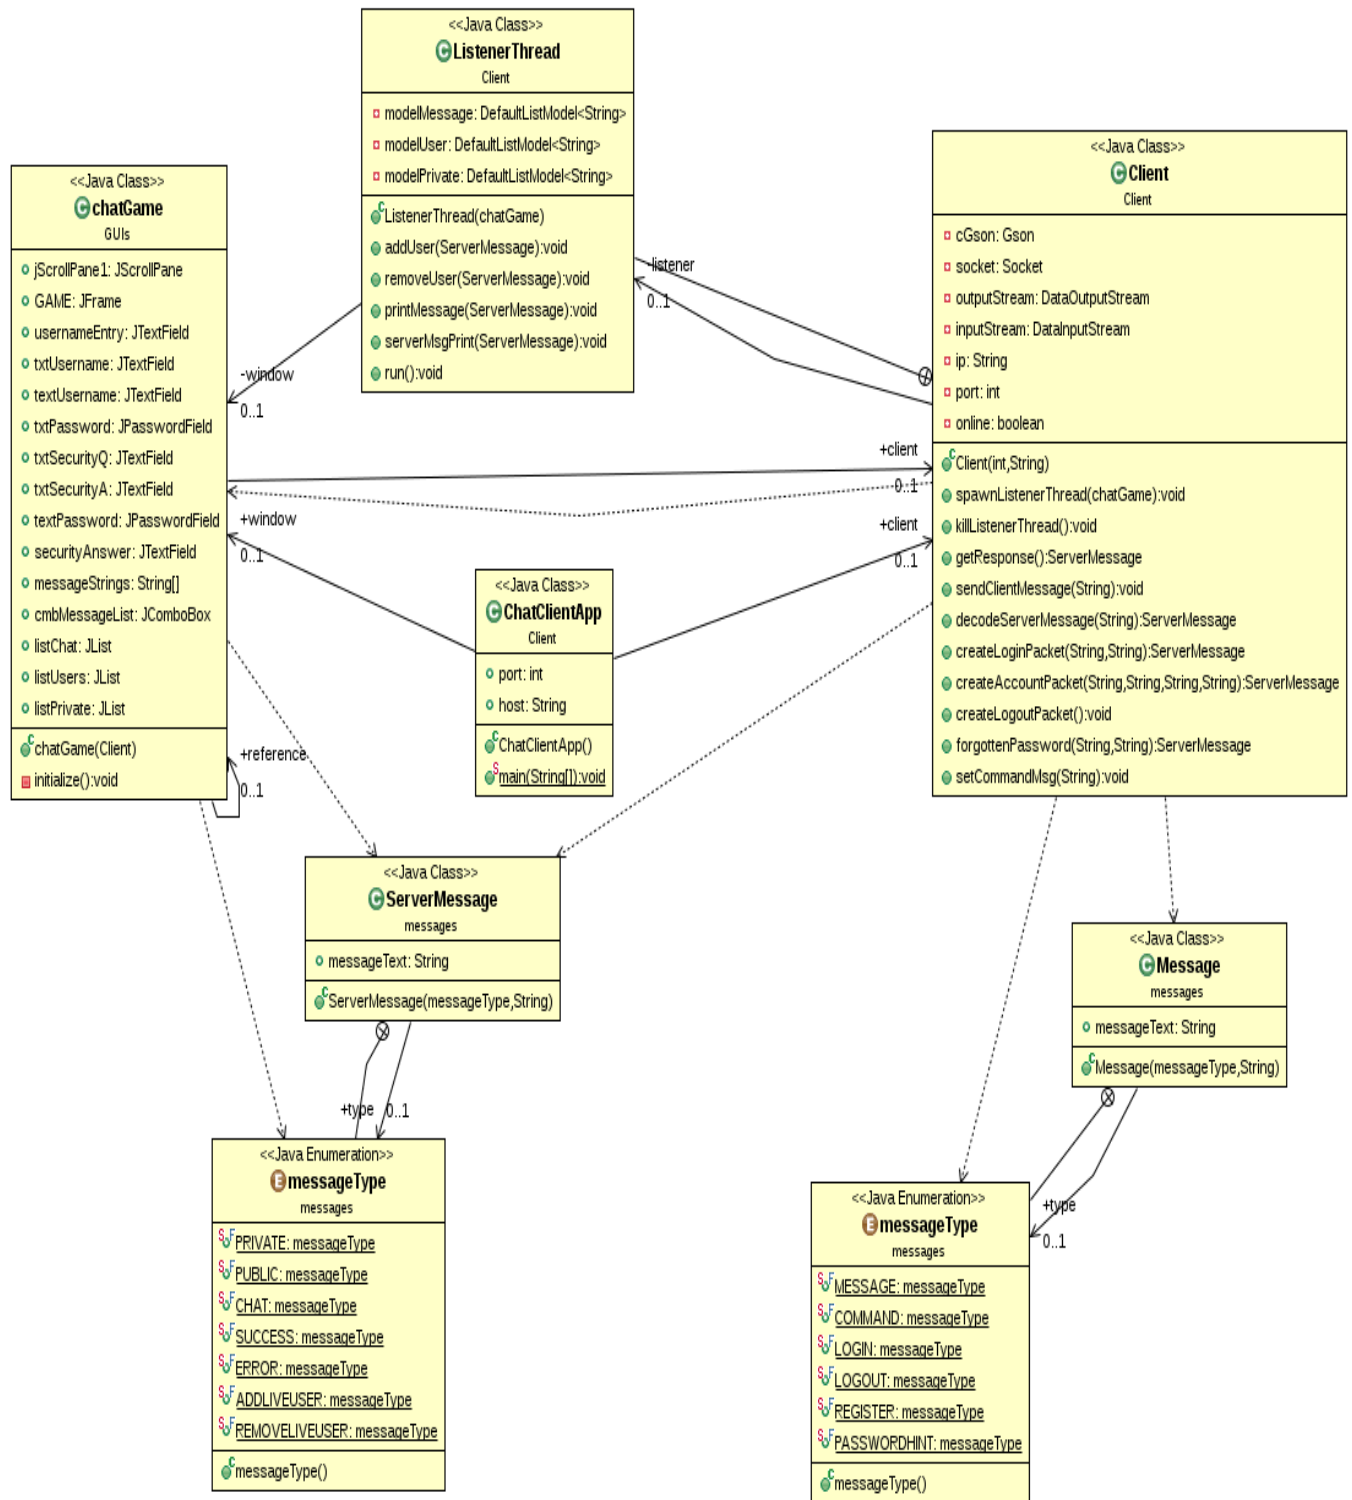 <<Java Class>>
ListenerThread
Client
modelMessage: DefaultListModel<String>
modelUser: DefaultListModel<String>
modelPrivate: DefaultListModel<String>
ListenerThread(chatGame)
addUser(ServerMessage):void
removeUser(ServerMessage):void
printMessage(ServerMessage):void
serverMsgPrint(ServerMessage):void
run():void
<<Java Class>>
chatGame
GUIs
jScrollPane1: JScrollPane
GAME: JFrame
usernameEntry: JTextField
txtUsername: JTextField
textUsername: JTextField
txtPassword: JPasswordField
txtSecurityQ: JTextField
txtSecurityA: JTextField
textPassword: JPasswordField
securityAnswer: JTextField
messageStrings: String[]
cmbMessageList: JComboBox
listChat: JList
listUsers: JList
listPrivate: JList
chatGame(Client)
initialize():void
<<Java Class>>
Client
Client
cGson: Gson
socket: Socket
outputStream: DataOutputStream
inputStream: DataInputStream
ip: String
port: int
online: boolean
Client(int,String)
spawnListenerThread(chatGame):void
killListenerThread():void
getResponse():ServerMessage
sendClientMessage(String):void
decodeServerMessage(String):ServerMessage
createLoginPacket(String,String):ServerMessage
createAccountPacket(String,String,String,String):ServerMessage
createLogoutPacket():void
forgottenPassword(String,String):ServerMessage
setCommandMsg(String):void
-listener
0..1
-window
0..1
+client
0..1
+window
0..1
+client
0..1
+reference
0..1
<<Java Class>>
ChatClientApp
Client
port: int
host: String
ChatClientApp()
main(String[]):void
<<Java Class>>
ServerMessage
messages
messageText: String
ServerMessage(messageType,String)
+type
0..1
<<Java Class>>
Message
messages
messageText: String
Message(messageType,String)
+type
0..1
<<Java Enumeration>>
messageType
messages
PRIVATE: messageType
PUBLIC: messageType
CHAT: messageType
SUCCESS: messageType
ERROR: messageType
ADDLIVEUSER: messageType
REMOVELIVEUSER: messageType
messageType()
<<Java Enumeration>>
messageType
messages
MESSAGE: messageType
COMMAND: messageType
LOGIN: messageType
LOGOUT: messageType
REGISTER: messageType
PASSWORDHINT: messageType
messageType()